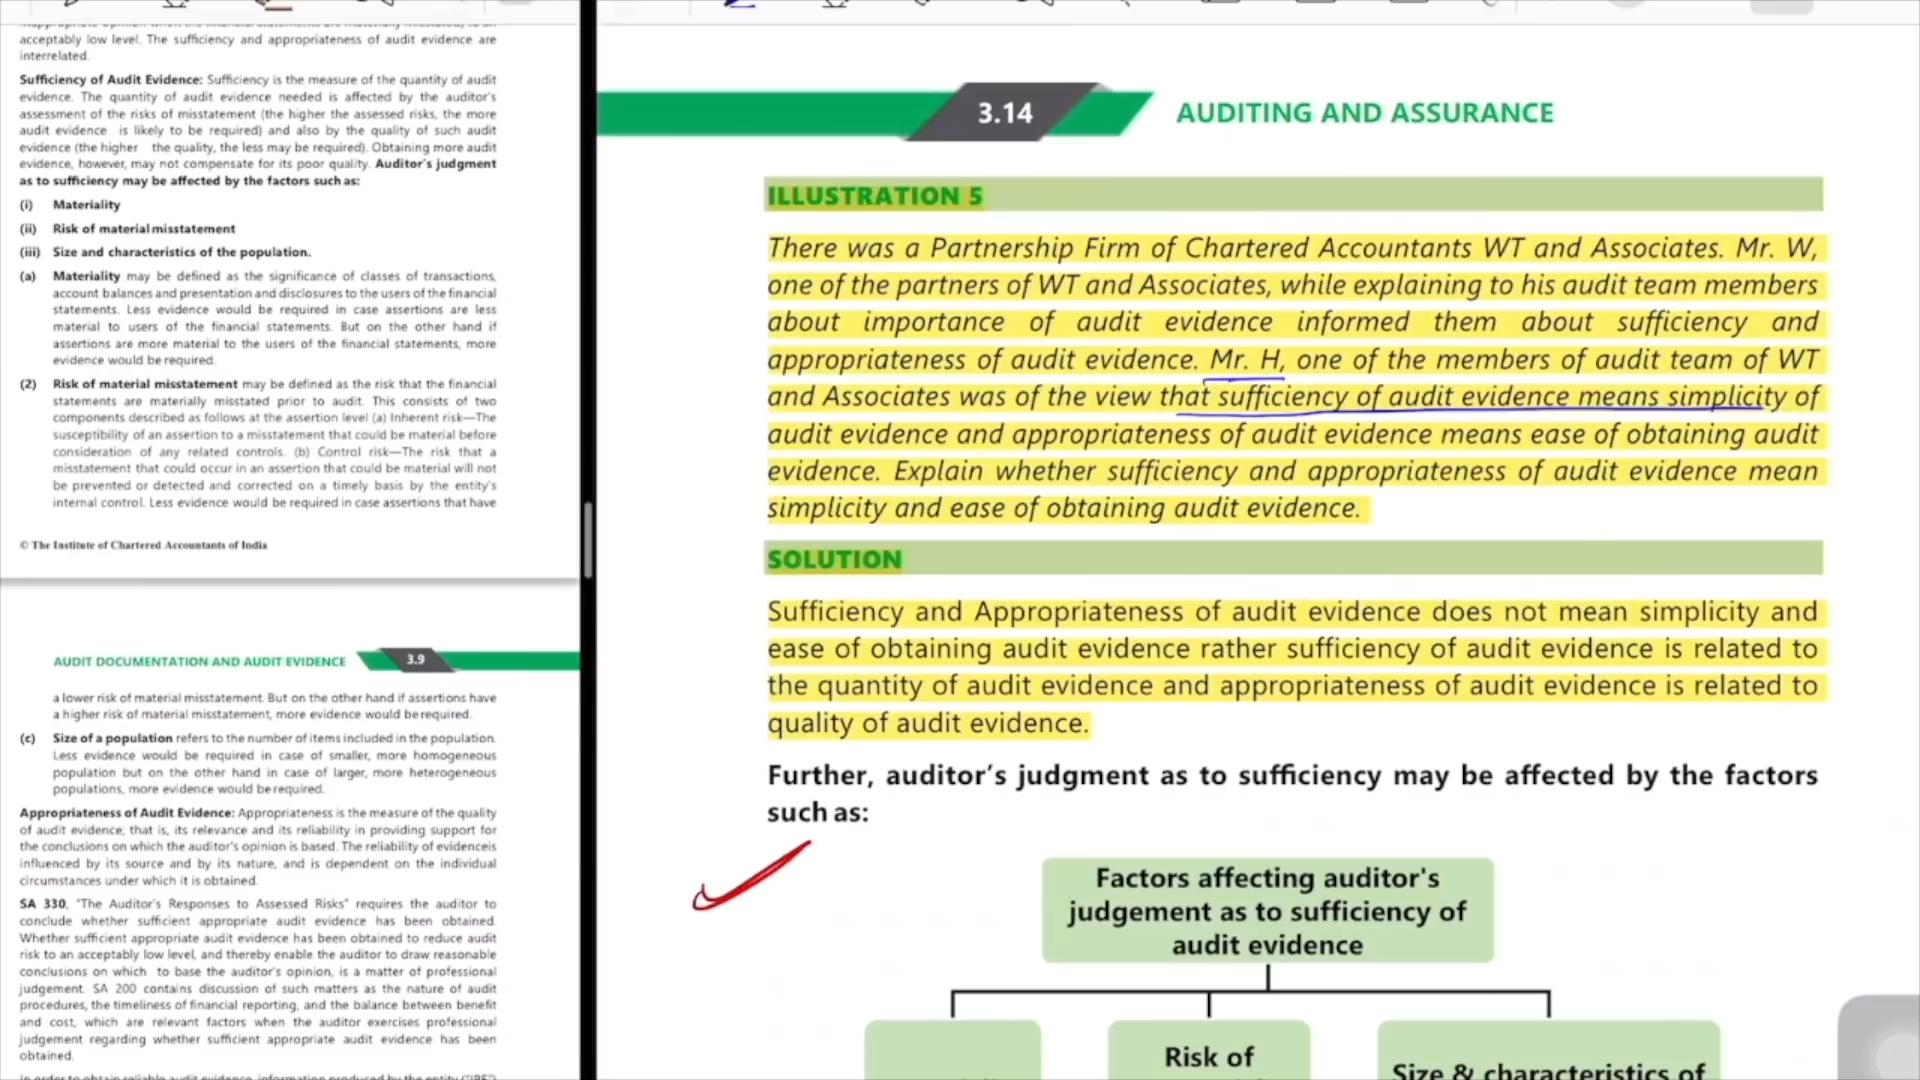 acceptably low level. The sufficiency and appropriateness of audit evidence are
interrelated.
Sufficiency of Audit Evidence: Sufficiency is the measure of the quantity of audit
evidence. The quantity of audit evidence needed is affected by the auditor's
assessment of the risks of misstatement (the higher the assessed risks, the more
audit evidence is likely to be required) and also by the quality of such audit
evidence (the higher the quality, the less may be required). Obtaining more audit
evidence, however, may not compensate for its poor quality. Auditor's judgment
as to sufficiency may be affected by the factors such as:
(i) Materiality
(ii) Risk of material misstatement
(iii) Size and characteristics of the population.
(a) Materiality may be defined as the significance of classes of transactions,
account balances and presentation and disclosures to the users of the financial
statements. Less evidence would be required in case assertions are less
material to users of the financial statements. But on the other hand if
assertions are more material to the users of the financial statements, more
evidence would be required.
(2) Risk of material misstatement may be defined as the risk that the financial
statements are materially misstated prior to audit. This consists of two
components described as follows at the assertion level (a) Inherent risk—The
susceptibility of an assertion to a misstatement that could be material before
consideration of any related controls. (b) Control risk—The risk that a
misstatement that could occur in an assertion that could be material will not
be prevented or detected and corrected on a timely basis by the entity's
internal control. Less evidence would be required in case assertions that have
© The Institute of Chartered Accountants of India
AUDIT DOCUMENTATION AND AUDIT EVIDENCE 3.9
a lower risk of material misstatement. But on the other hand if assertions have
a higher risk of material misstatement, more evidence would be required.
(c) Size of a population refers to the number of items included in the population.
Less evidence would be required in case of smaller, more homogeneous
population but on the other hand in case of larger, more heterogeneous
populations, more evidence would be required.
Appropriateness of Audit Evidence: Appropriateness is the measure of the quality
of audit evidence; that is, its relevance and its reliability in providing support for
the conclusions on which the auditor's opinion is based. The reliability of evidenceis
influenced by its source and by its nature, and is dependent on the individual
circumstances under which it is obtained.
SA 330, "The Auditor's Responses to Assessed Risks" requires the auditor to
conclude whether sufficient appropriate audit evidence has been obtained.
Whether sufficient appropriate audit evidence has been obtained to reduce audit
risk to an acceptably low level, and thereby enable the auditor to draw reasonable
conclusions on which to base the auditor's opinion, is a matter of professional
judgement. SA 200 contains discussion of such matters as the nature of audit
procedures, the timeliness of financial reporting, and the balance between benefit
and cost, which are relevant factors when the auditor exercises professional
judgement regarding whether sufficient appropriate audit evidence has been
obtained.
In order to obtain reliable audit evidence, information produced by the entity ("IPE")
3.14 AUDITING AND ASSURANCE
ILLUSTRATION 5
There was a Partnership Firm of Chartered Accountants WT and Associates. Mr. W,
one of the partners of WT and Associates, while explaining to his audit team members
about importance of audit evidence informed them about sufficiency and
appropriateness of audit evidence. Mr. H, one of the members of audit team of WT
and Associates was of the view that sufficiency of audit evidence means simplicity of
audit evidence and appropriateness of audit evidence means ease of obtaining audit
evidence. Explain whether sufficiency and appropriateness of audit evidence mean
simplicity and ease of obtaining audit evidence.
SOLUTION
Sufficiency and Appropriateness of audit evidence does not mean simplicity and
ease of obtaining audit evidence rather sufficiency of audit evidence is related to
the quantity of audit evidence and appropriateness of audit evidence is related to
quality of audit evidence.
Further, auditor's judgment as to sufficiency may be affected by the factors
such as:
Factors affecting auditor's
judgement as to sufficiency of
audit evidence
Risk of
Size & characteristics of